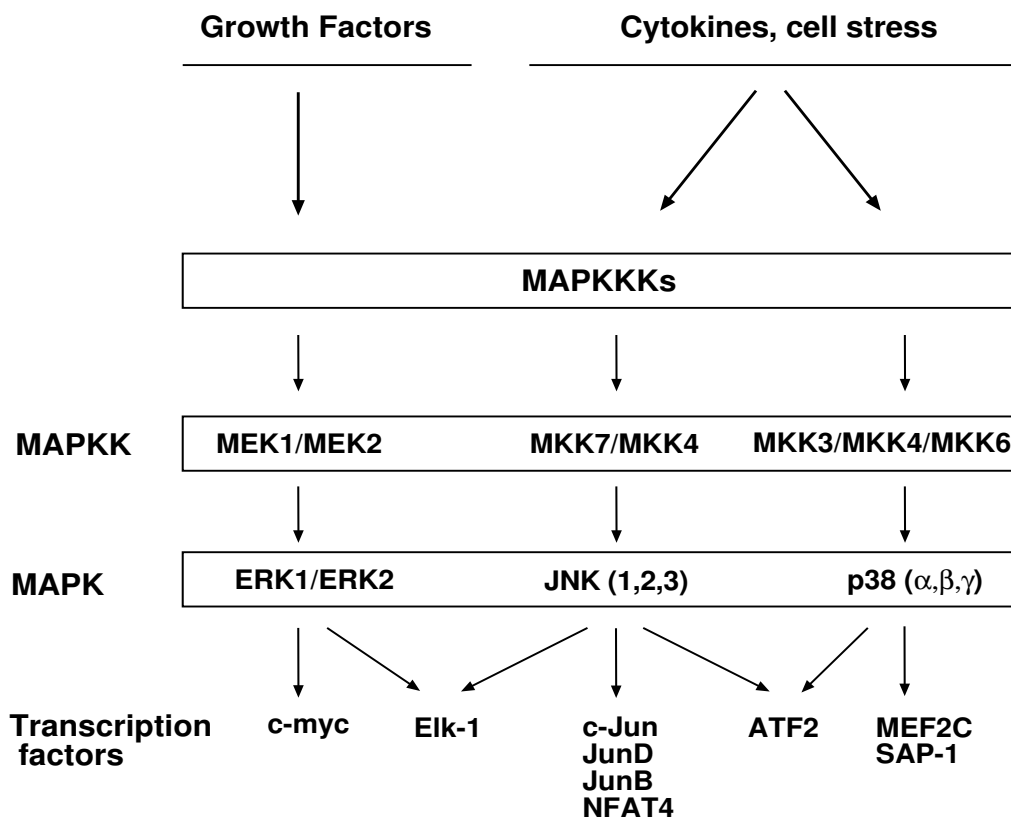 Growth Factors
Cytokines, cell stress
MAPKKKs
MAPKK
MEK1/MEK2
MKK7/MKK4
MKK3/MKK4/MKK6
MAPK
ERK1/ERK2
JNK (1,2,3)
p38 (α,β,γ)
Transcription
factors
c-myc
Elk-1
c-Jun
JunD
JunB
NFAT4
ATF2
MEF2C
SAP-1